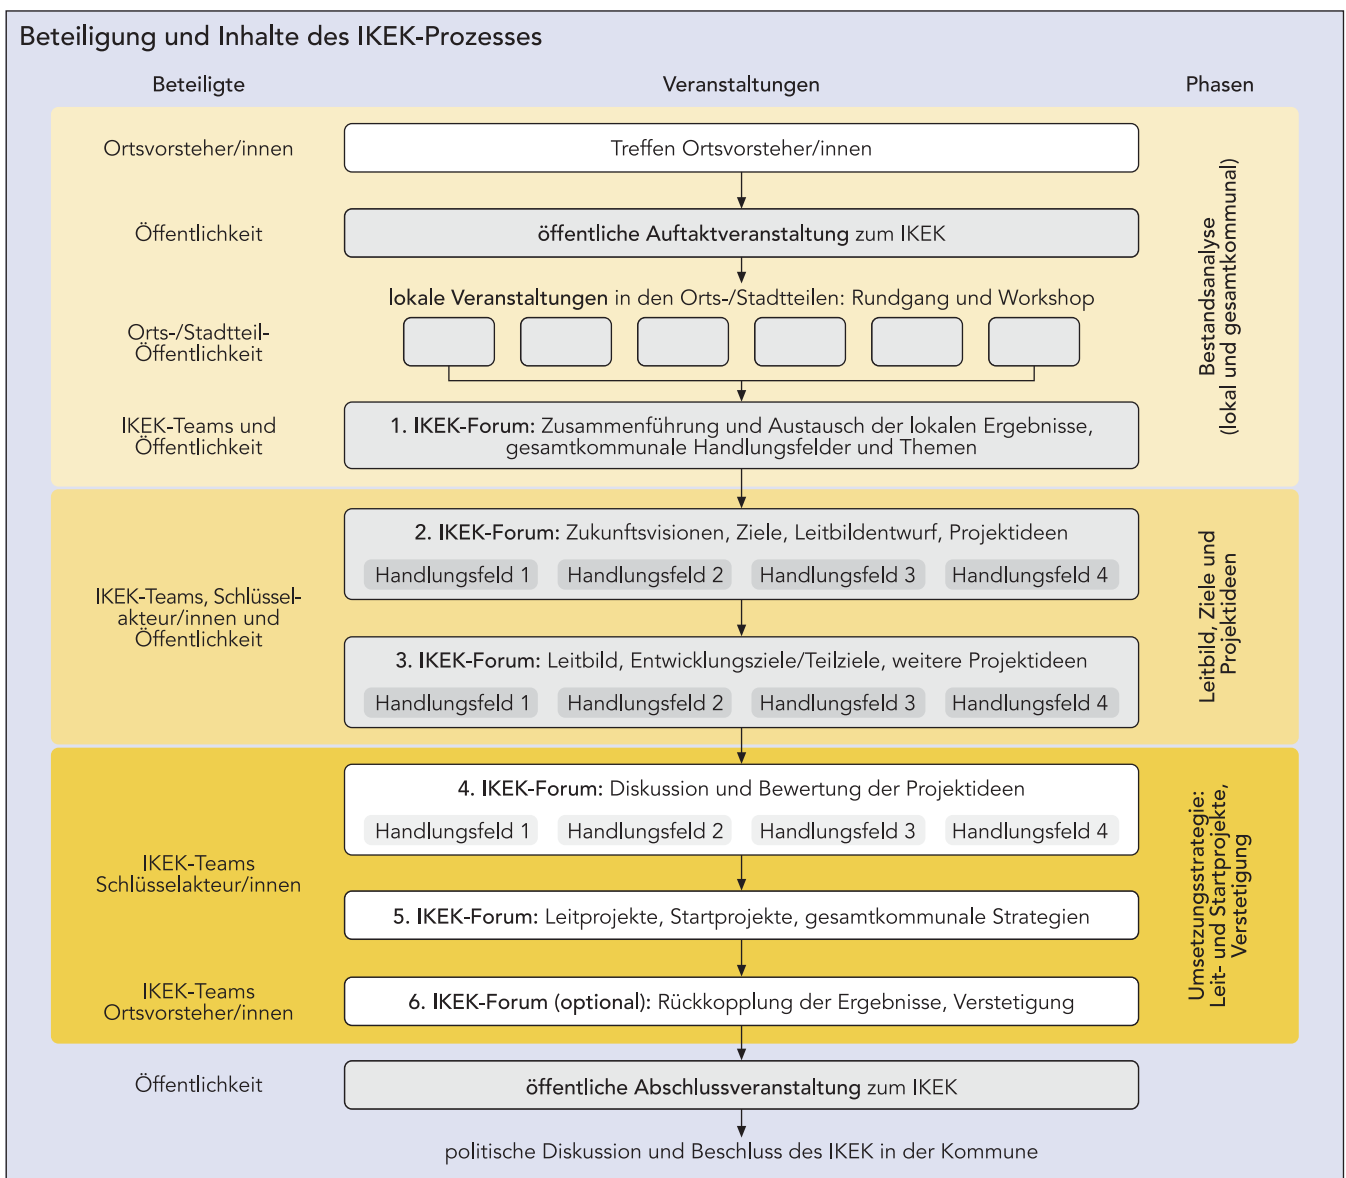 Beteiligung und Inhalte des IKEK-Prozesses
Beteiligte
Veranstaltungen
Phasen
Ortsvorsteher/innen
Treffen Ortsvorsteher/innen
Öffentlichkeit
öffentliche Auftaktveranstaltung zum IKEK
lokale Veranstaltungen in den Orts-/Stadtteilen: Rundgang und Workshop
Orts-/Stadtteil-
Öffentlichkeit
IKEK-Teams und
Öffentlichkeit
1. IKEK-Forum: Zusammenführung und Austausch der lokalen Ergebnisse,
gesamtkommunale Handlungsfelder und Themen
Bestandsanalyse
(lokal und gesamtkommunal)
IKEK-Teams, Schlüssel-
akteur/innen und
Öffentlichkeit
2. IKEK-Forum: Zukunftsvisionen, Ziele, Leitbildentwurf, Projektideen
Handlungsfeld 1
Handlungsfeld 2
Handlungsfeld 3
Handlungsfeld 4
3. IKEK-Forum: Leitbild, Entwicklungsziele/Teilziele, weitere Projektideen
Handlungsfeld 1
Handlungsfeld 2
Handlungsfeld 3
Handlungsfeld 4
Leitbild, Ziele und
Projektideen
4. IKEK-Forum: Diskussion und Bewertung der Projektideen
Handlungsfeld 1
Handlungsfeld 2
Handlungsfeld 3
Handlungsfeld 4
IKEK-Teams
Schlüsselakteur/innen
5. IKEK-Forum: Leitprojekte, Startprojekte, gesamtkommunale Strategien
IKEK-Teams
Ortsvorsteher/innen
6. IKEK-Forum (optional): Rückkopplung der Ergebnisse, Verstetigung
Umsetzungsstrategie:
Leit- und Startprojekte,
Verstetigung
Öffentlichkeit
öffentliche Abschlussveranstaltung zum IKEK
politische Diskussion und Beschluss des IKEK in der Kommune